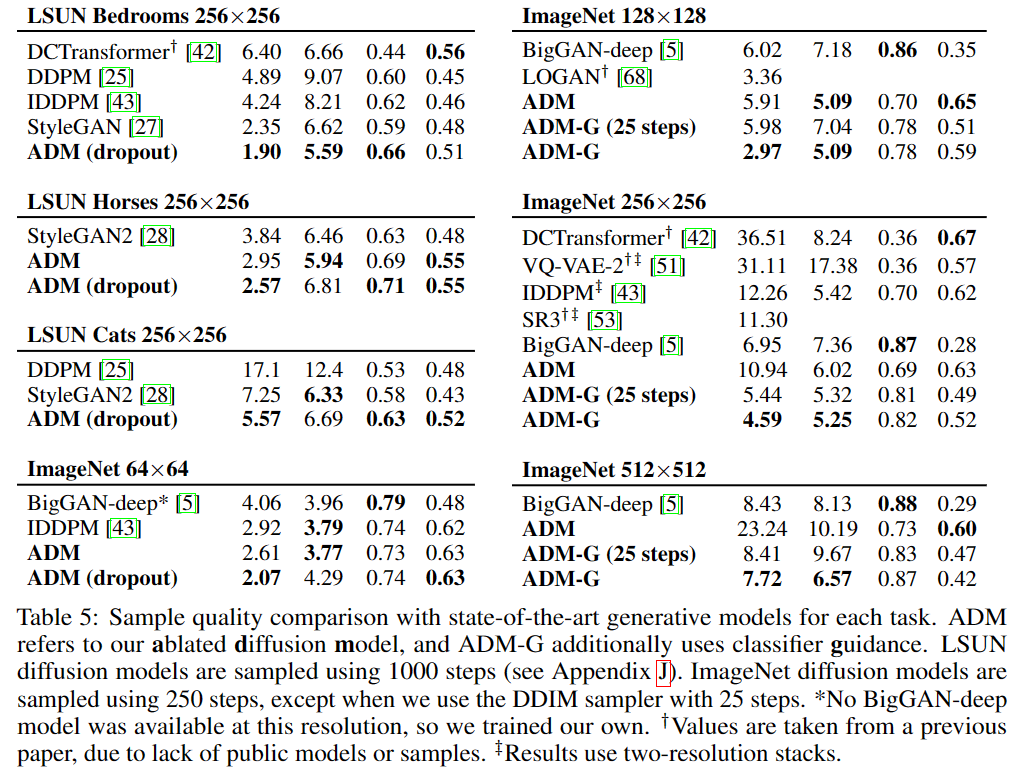 LSUN Bedrooms 256×256
DCTransformer† [42] 6.40 6.66 0.44 0.56
DDPM [25] 4.89 9.07 0.60 0.45
IDDPM [43] 4.24 8.21 0.62 0.46
StyleGAN [27] 2.35 6.62 0.59 0.48
ADM (dropout) 1.90 5.59 0.66 0.51
LSUN Horses 256×256
StyleGAN2 [28] 3.84 6.46 0.63 0.48
ADM 2.95 5.94 0.69 0.55
ADM (dropout) 2.57 6.81 0.71 0.55
LSUN Cats 256×256
DDPM [25] 17.1 12.4 0.53 0.48
StyleGAN2 [28] 7.25 6.33 0.58 0.43
ADM (dropout) 5.57 6.69 0.63 0.52
ImageNet 64×64
BigGAN-deep* [5] 4.06 3.96 0.79 0.48
IDDPM [43] 2.92 3.79 0.74 0.62
ADM 2.61 3.77 0.73 0.63
ADM (dropout) 2.07 4.29 0.74 0.63
ImageNet 128×128
BigGAN-deep [5] 6.02 7.18 0.86 0.35
LOGAN† [68] 3.36
ADM 5.91 5.09 0.70 0.65
ADM-G (25 steps) 5.98 7.04 0.78 0.51
ADM-G 2.97 5.09 0.78 0.59
ImageNet 256×256
DCTransformer† [42] 36.51 8.24 0.36 0.67
VQ-VAE-2†‡ [51] 31.11 17.38 0.36 0.57
IDDPM‡ [43] 12.26 5.42 0.70 0.62
SR3†‡ [53] 11.30
BigGAN-deep [5] 6.95 7.36 0.87 0.28
ADM 10.94 6.02 0.69 0.63
ADM-G (25 steps) 5.44 5.32 0.81 0.49
ADM-G 4.59 5.25 0.82 0.52
ImageNet 512×512
BigGAN-deep [5] 8.43 8.13 0.88 0.29
ADM 23.24 10.19 0.73 0.60
ADM-G (25 steps) 8.41 9.67 0.83 0.47
ADM-G 7.72 6.57 0.87 0.42
Table 5: Sample quality comparison with state-of-the-art generative models for each task. ADM
refers to our ablated diffusion model, and ADM-G additionally uses classifier guidance. LSUN
diffusion models are sampled using 1000 steps (see Appendix J). ImageNet diffusion models are
sampled using 250 steps, except when we use the DDIM sampler with 25 steps. *No BigGAN-deep
model was available at this resolution, so we trained our own. †Values are taken from a previous
paper, due to lack of public models or samples. ‡Results use two-resolution stacks.